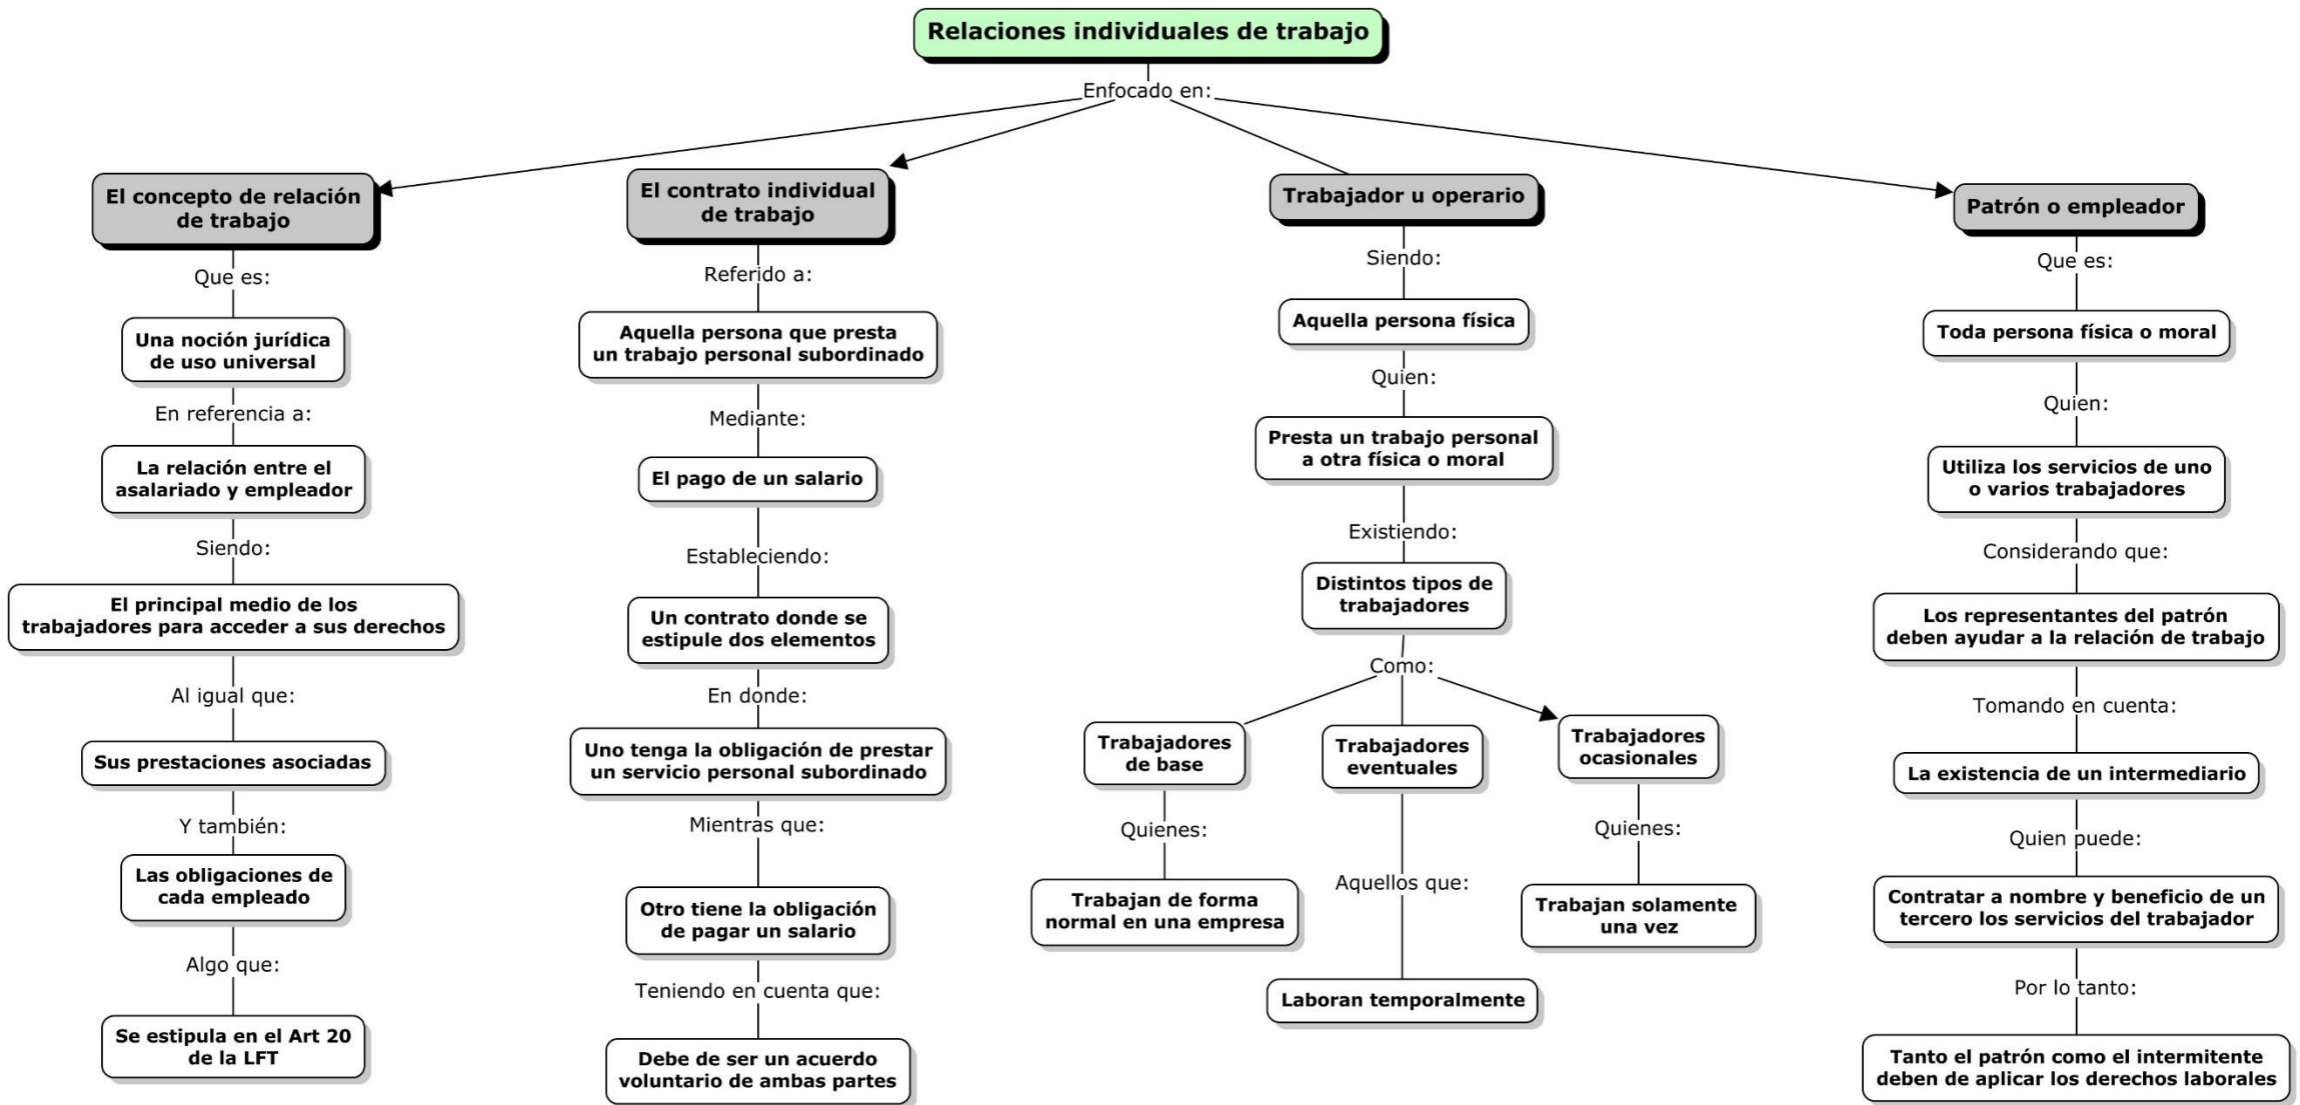 Relaciones individuales de trabajo
Enfocado en:
El concepto de relación
de trabajo
Que es:
Una noción jurídica
de uso universal
En referencia a:
La relación entre el
asalariado y empleador
Siendo:
El principal medio de los
trabajadores para acceder a sus derechos
Al igual que:
Sus prestaciones asociadas
Y también:
Las obligaciones de
cada empleado
Algo que:
Se estipula en el Art 20
de la LFT
El contrato individual
de trabajo
Referido a:
Aquella persona que presta
un trabajo personal subordinado
Mediante:
El pago de un salario
Estableciendo:
Un contrato donde se
estipule dos elementos
En donde:
Uno tenga la obligación de prestar
un servicio personal subordinado
Mientras que:
Otro tiene la obligación
de pagar un salario
Teniendo en cuenta que:
Debe de ser un acuerdo
voluntario de ambas partes
Trabajador u operario
Siendo:
Aquella persona física
Quien:
Presta un trabajo personal
a otra física o moral
Existiendo:
Distintos tipos de
trabajadores
Como:
Trabajadores
de base
Quienes:
Trabajan de forma
normal en una empresa
Trabajadores
eventuales
Aquellos que:
Laboran temporalmente
Trabajadores
ocasionales
Quienes:
Trabajan solamente
una vez
Patrón o empleador
Que es:
Toda persona física o moral
Quien:
Utiliza los servicios de uno
o varios trabajadores
Considerando que:
Los representantes del patrón
deben ayudar a la relación de trabajo
Tomando en cuenta:
La existencia de un intermediario
Quien puede:
Contratar a nombre y beneficio de un
tercero los servicios del trabajador
Por lo tanto:
Tanto el patrón como el intermitente
deben de aplicar los derechos laborales